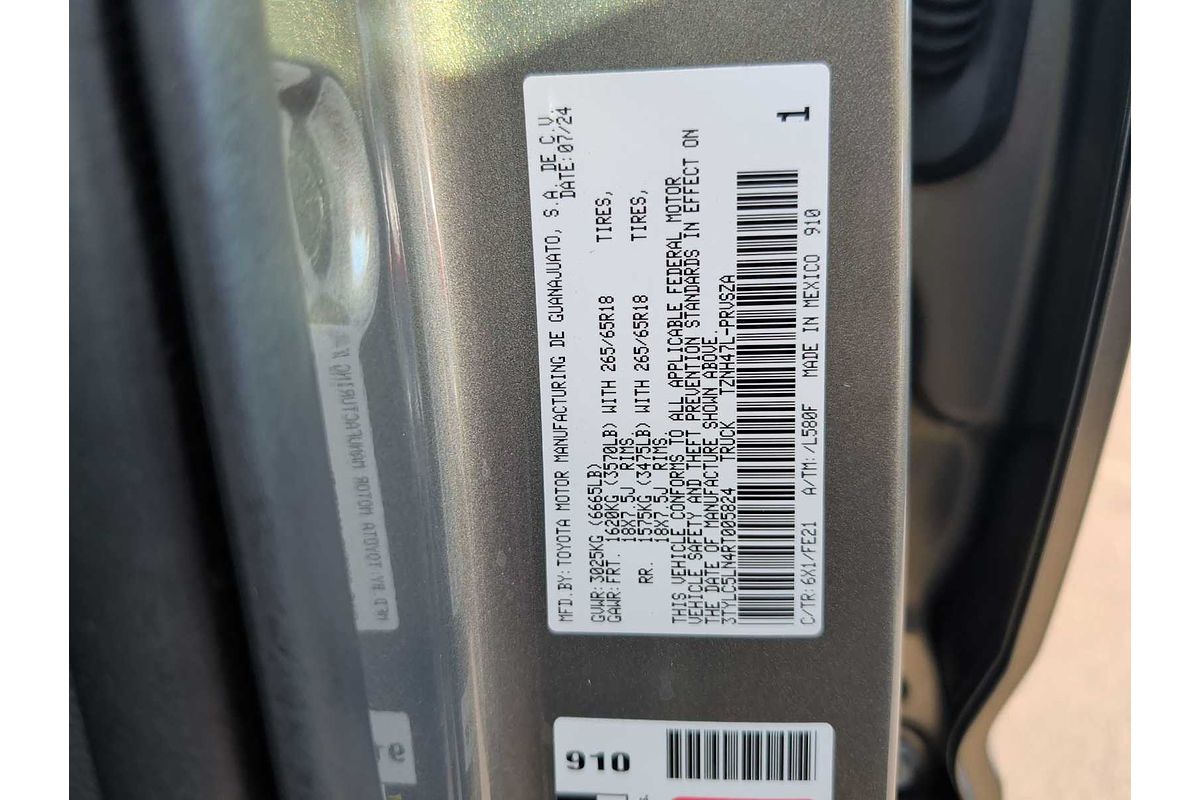 MFD.BY:TOYOTA MOTOR MANUFACTURING DE GUANAJUATO, S.A. DE C.V.
DATE:07/24
GVWR:3025KG (6665LB)
GAWR:FRT. 1620KG (3570LB) WITH 265/65R18 TIRES,
18X7.5J RIMS.
RR. 1575KG (3475LB) WITH 265/65R18 TIRES,
18X7.5J RIMS.
THIS VEHICLE CONFORMS TO ALL APPLICABLE FEDERAL MOTOR
VEHICLE SAFETY AND THEFT PREVENTION STANDARDS IN EFFECT ON
THE DATE OF MANUFACTURE SHOWN ABOVE.
3TYLC5LN4RT005824 TRUCK TZNH47L-PRVSZA
1
C/TR:6X1/FE21 A/TM:/L580F MADE IN MEXICO 910
910